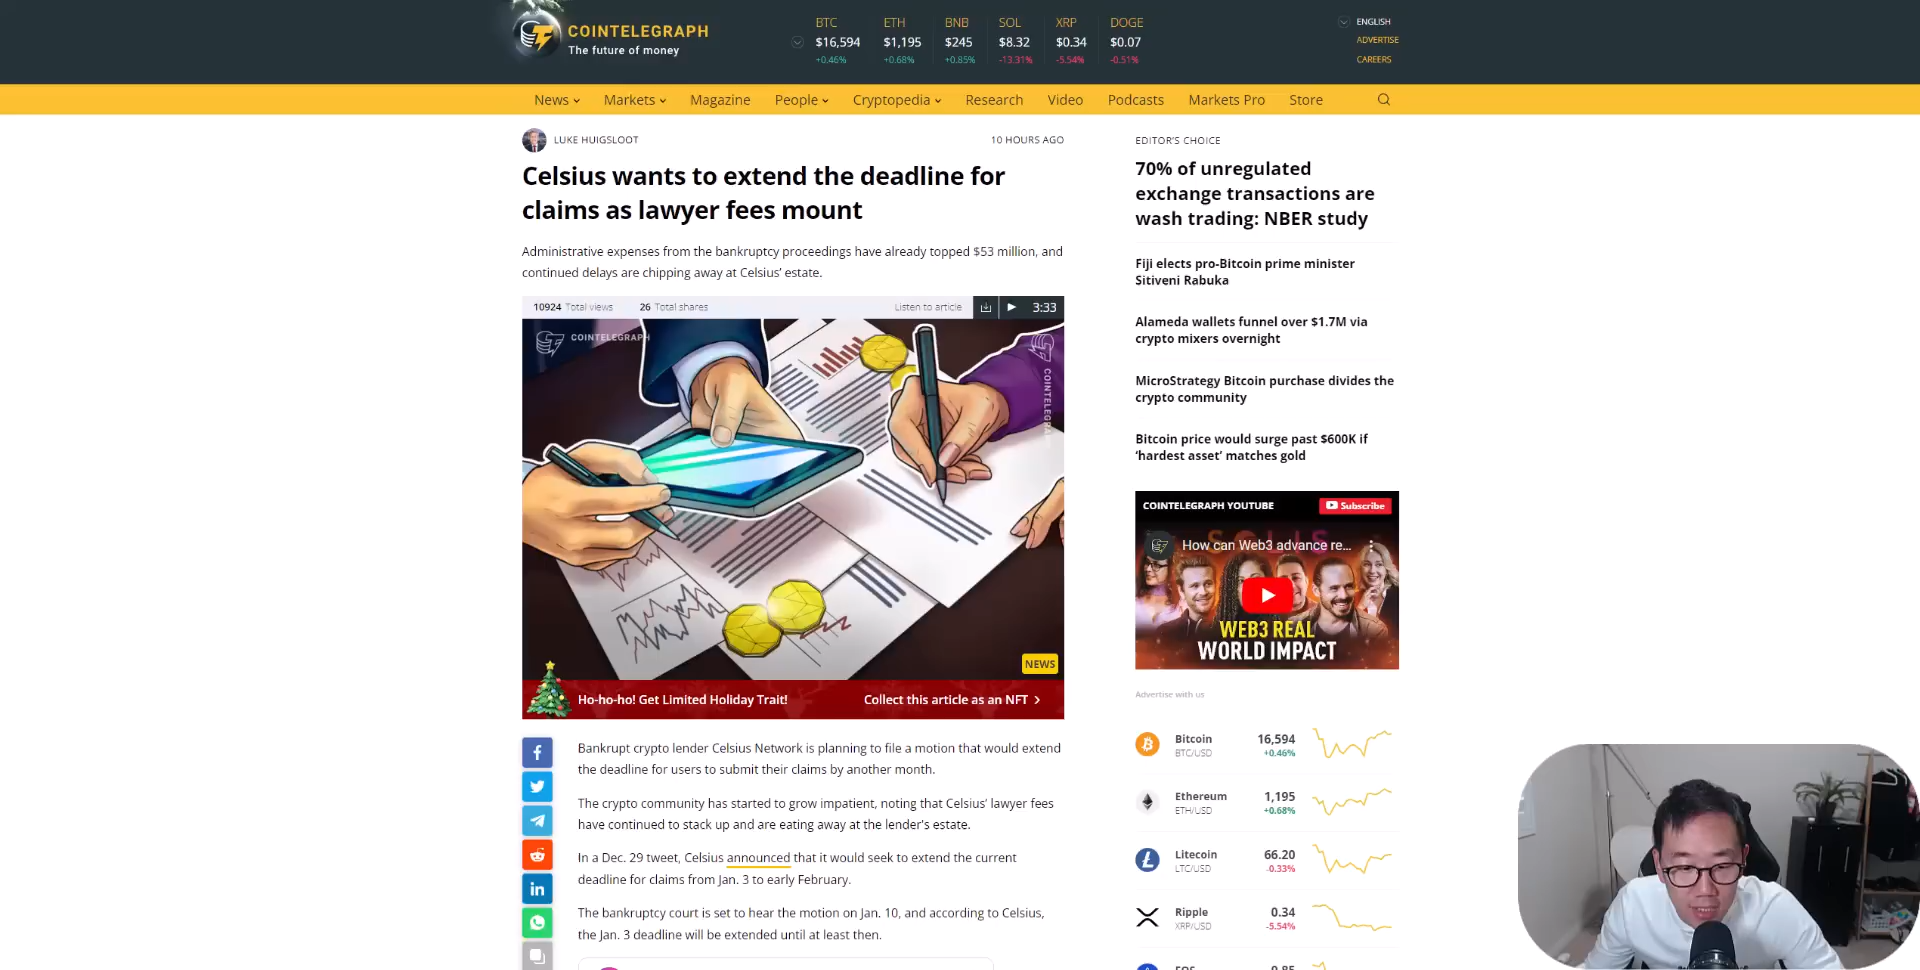 COINTELEGRAPH
The future of money
BTC ETH BNB SOL XRP DOGE
$16,594 $1,195 $245 $8.32 $0.34 $0.07
+0.46% +0.68% +0.85% -13.31% -5.54% -0.51%
ENGLISH
ADVERTISE
CAREERS
News Markets Magazine People Cryptopedia Research Video Podcasts Markets Pro Store
LUKE HUIGSLOOT 10 HOURS AGO
Celsius wants to extend the deadline for
claims as lawyer fees mount
Administrative expenses from the bankruptcy proceedings have already topped $53 million, and
continued delays are chipping away at Celsius’ estate.
10924 Total views 26 Total shares Listen to article 3:33
COINTELEGRAPH
COINTELEGRAPH
NEWS
Ho-ho-ho! Get Limited Holiday Trait! Collect this article as an NFT
Bankrupt crypto lender Celsius Network is planning to file a motion that would extend
the deadline for users to submit their claims by another month.
The crypto community has started to grow impatient, noting that Celsius’ lawyer fees
have continued to stack up and are eating away at the lender's estate.
In a Dec. 29 tweet, Celsius announced that it would seek to extend the current
deadline for claims from Jan. 3 to early February.
The bankruptcy court is set to hear the motion on Jan. 10, and according to Celsius,
the Jan. 3 deadline will be extended until at least then.
EDITOR’S CHOICE
70% of unregulated
exchange transactions are
wash trading: NBER study
Fiji elects pro-Bitcoin prime minister
Sitiveni Rabuka
Alameda wallets funnel over $1.7M via
crypto mixers overnight
MicroStrategy Bitcoin purchase divides the
crypto community
Bitcoin price would surge past $600K if
‘hardest asset’ matches gold
COINTELEGRAPH YOUTUBE Subscribe
How can Web3 advance re...
WEB3 REAL
WORLD IMPACT
Advertise with us
Bitcoin 16,594
BTC/USD +0.46%
Ethereum 1,195
ETH/USD +0.68%
Litecoin 66.20
LTC/USD -0.33%
Ripple 0.34
XRP/USD -5.54%